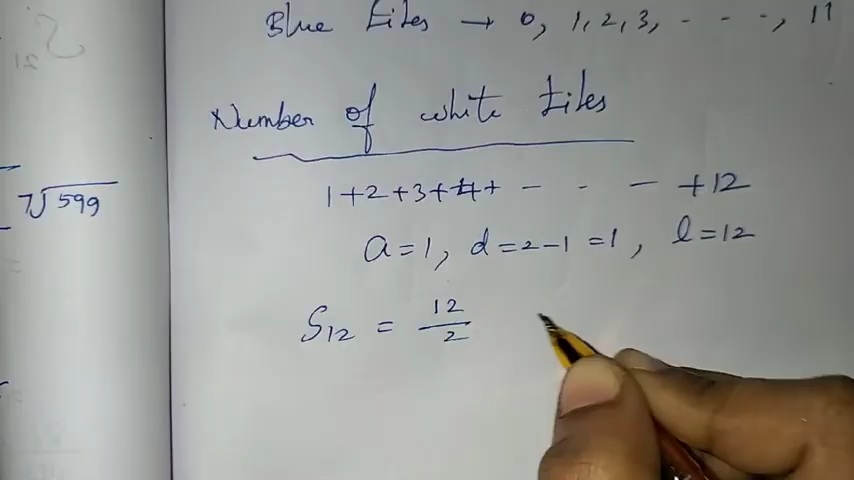 Blue tiles → 0, 1, 2, 3, - - -, 11
Number of white tiles
1+2+3+4+ - - - +12
a=1, d=2-1=1, l=12
S12 = 12/2
7√599